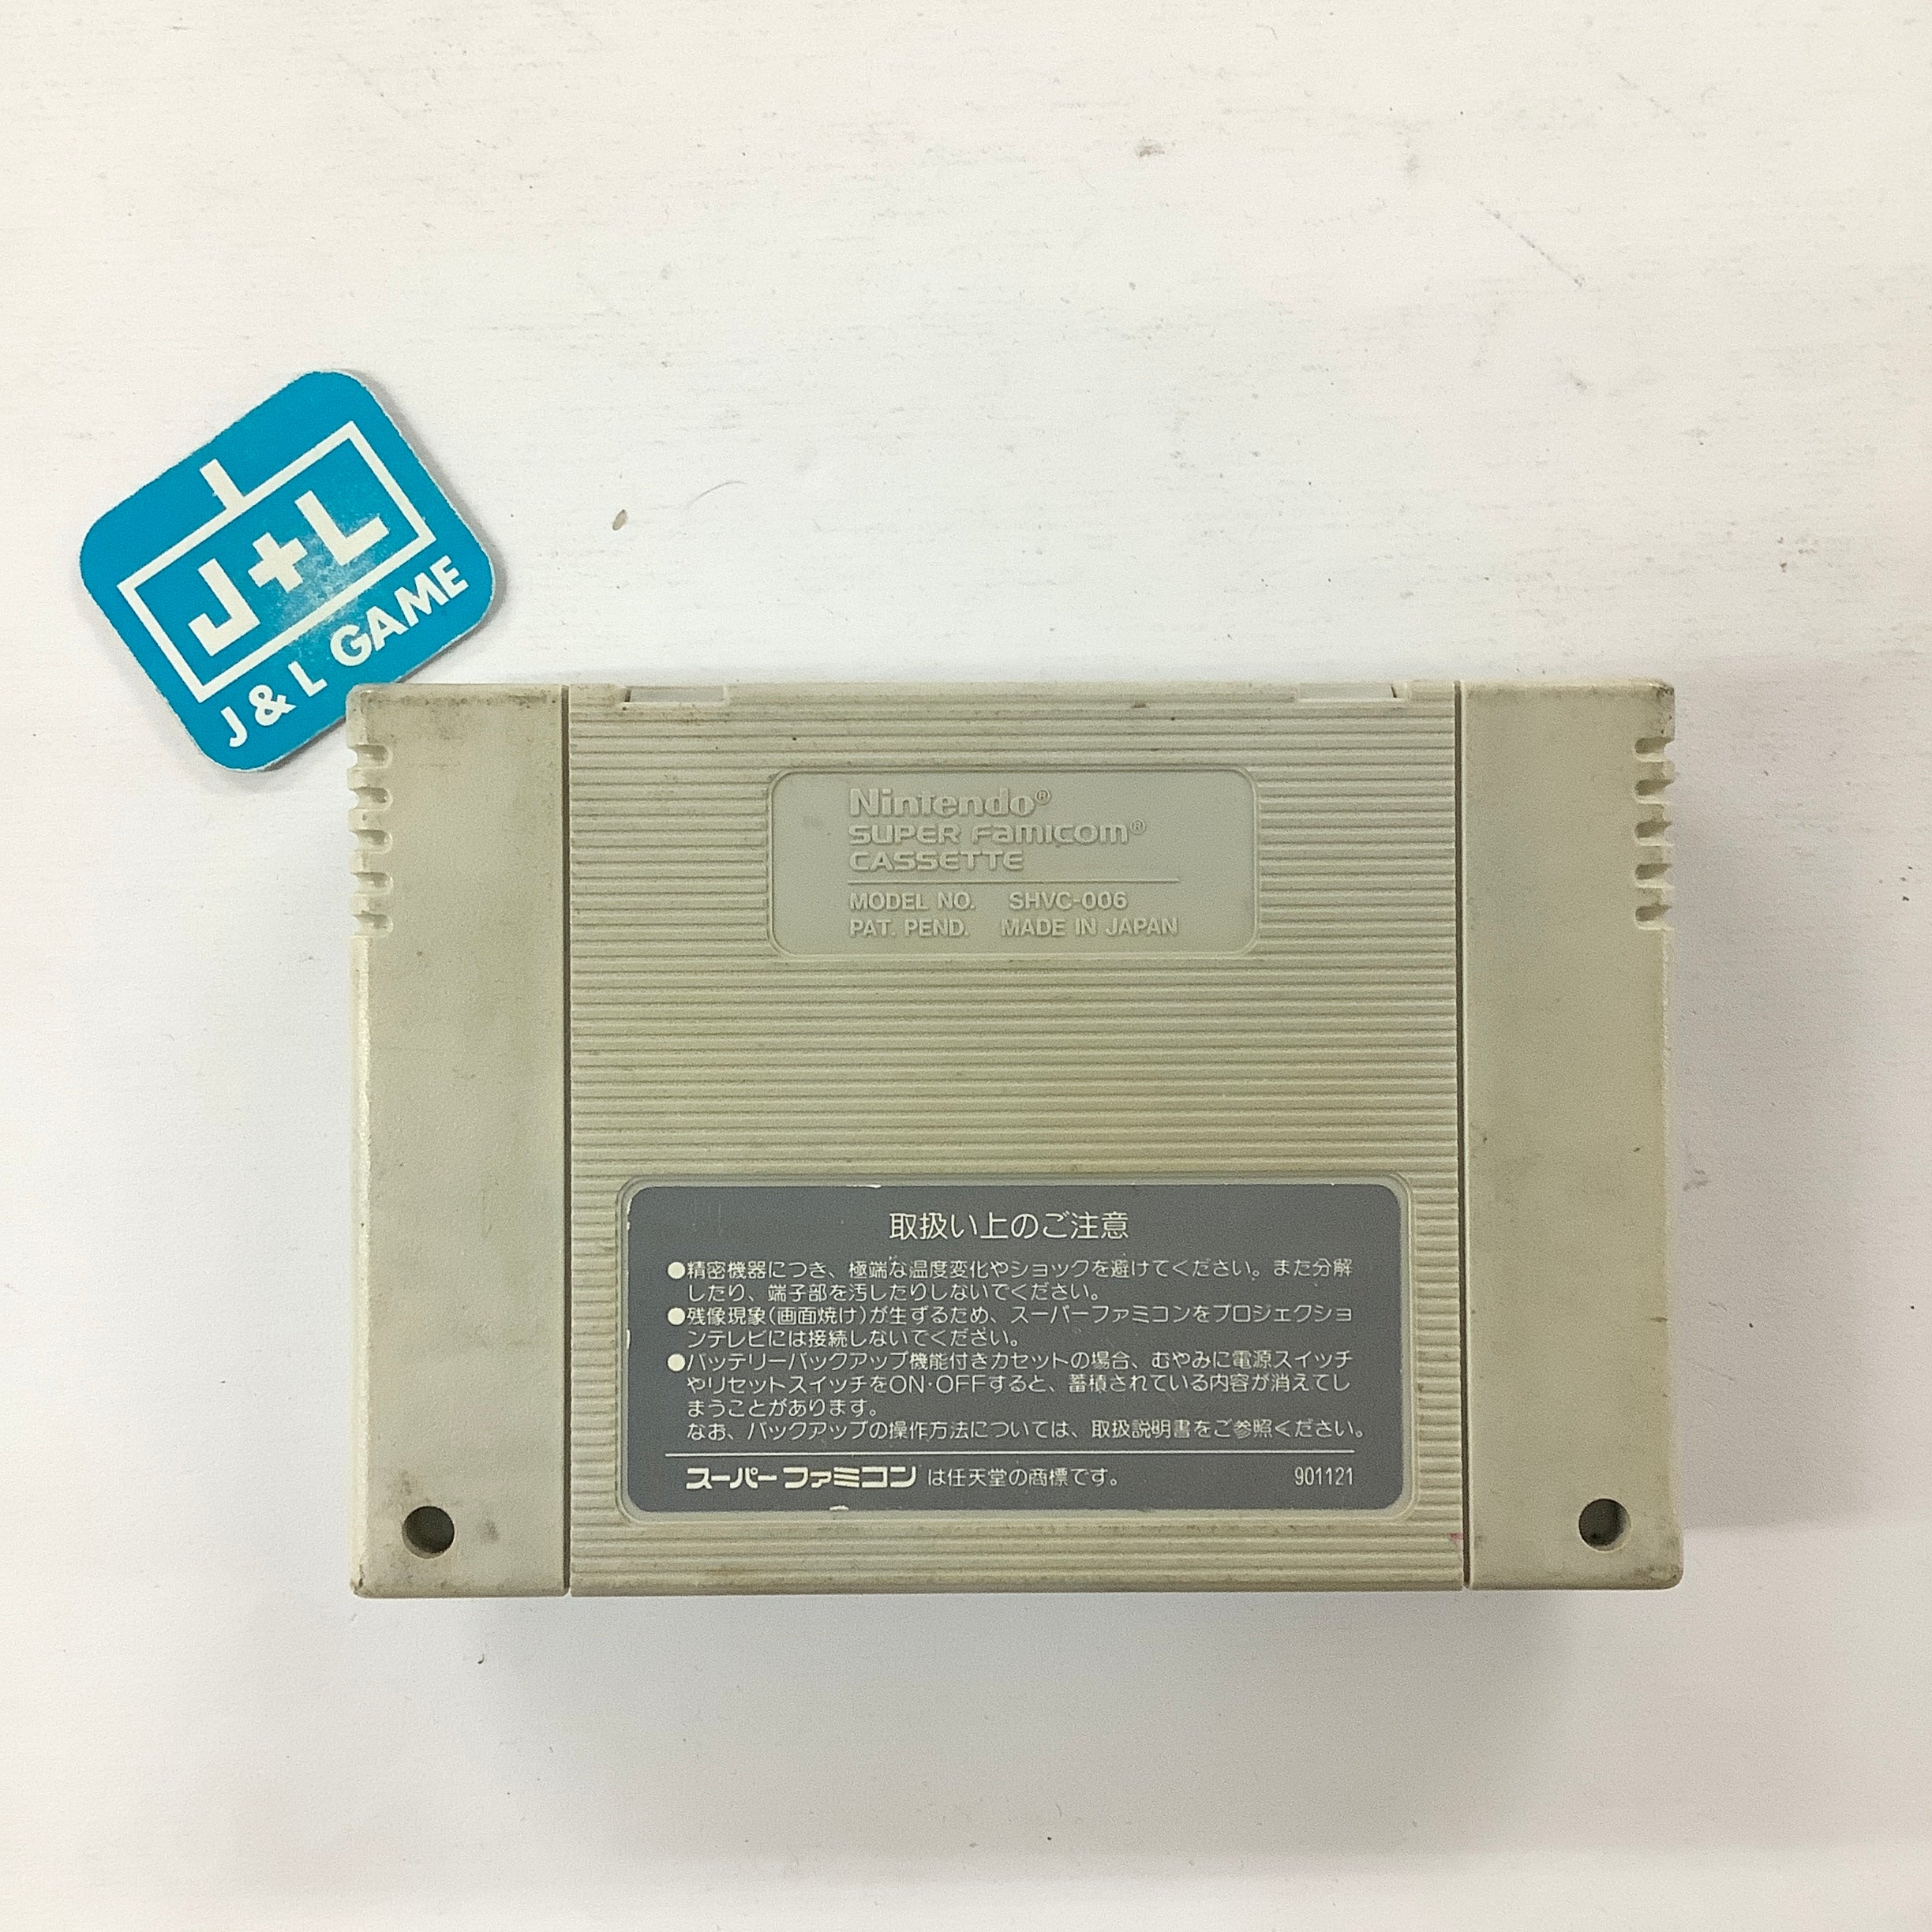 J+L
J & L GAME
Nintendo®
SUPER Famicom®
CASSETTE
MODEL NO. SHVC-006
PAT. PEND. MADE IN JAPAN
取扱い上のご注意
●精密機器につき、極端な温度変化やショックを避けてください。また分解
したり、端子部を汚したりしないでください。
●残像現象(画面焼け)が生ずるため、スーパーファミコンをプロジェクショ
ンテレビには接続しないでください。
●バッテリーバックアップ機能付きカセットの場合、むやみに電源スイッチ
やリセットスイッチをON・OFFすると、蓄積されている内容が消えてし
まうことがあります。
なお、バックアップの操作方法については、取扱説明書をご参照ください。
スーパーファミコン は任天堂の商標です。 901121